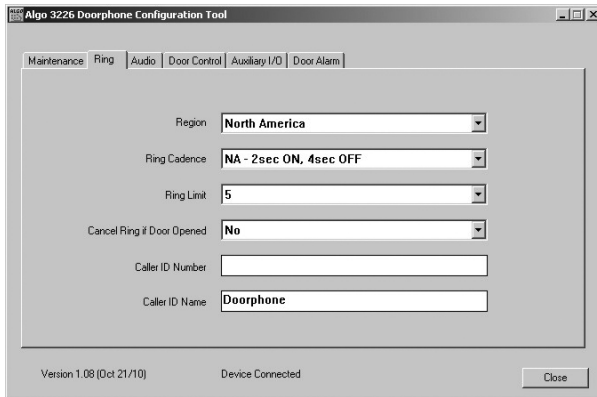 ALGO
Algo 3226 Doorphone Configuration Tool
Maintenance Ring Audio Door Control Auxiliary I/O Door Alarm
Region North America
Ring Cadence NA - 2sec ON, 4sec OFF
Ring Limit 5
Cancel Ring if Door Opened No
Caller ID Number
Caller ID Name Doorphone
Version 1.08 (Oct 21/10) Device Connected Close